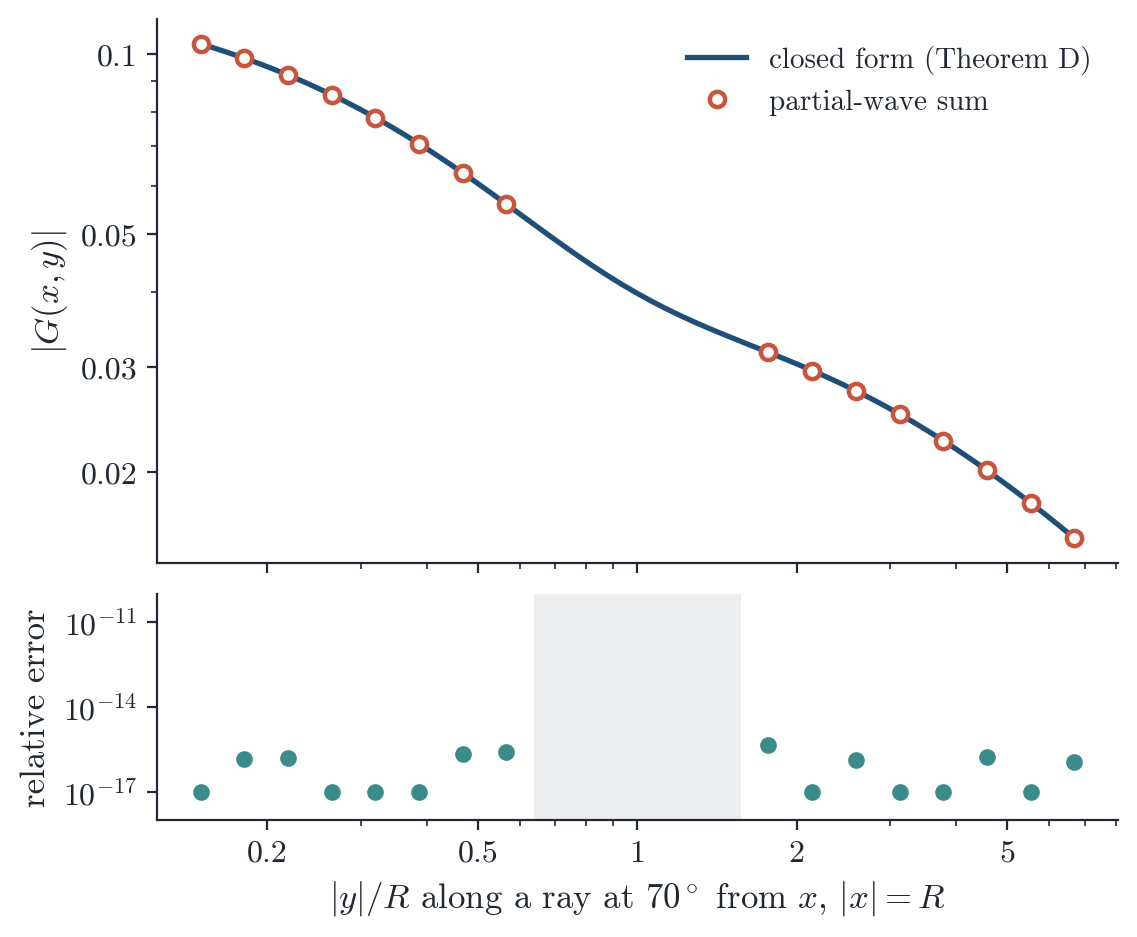 0.1
0.05
0.03
0.02
|G(x, y)|
closed form (Theorem D)
partial-wave sum
10^{-11}
10^{-14}
10^{-17}
relative error
0.2 0.5 1 2 5
|y|/R along a ray at 70° from x, |x| = R